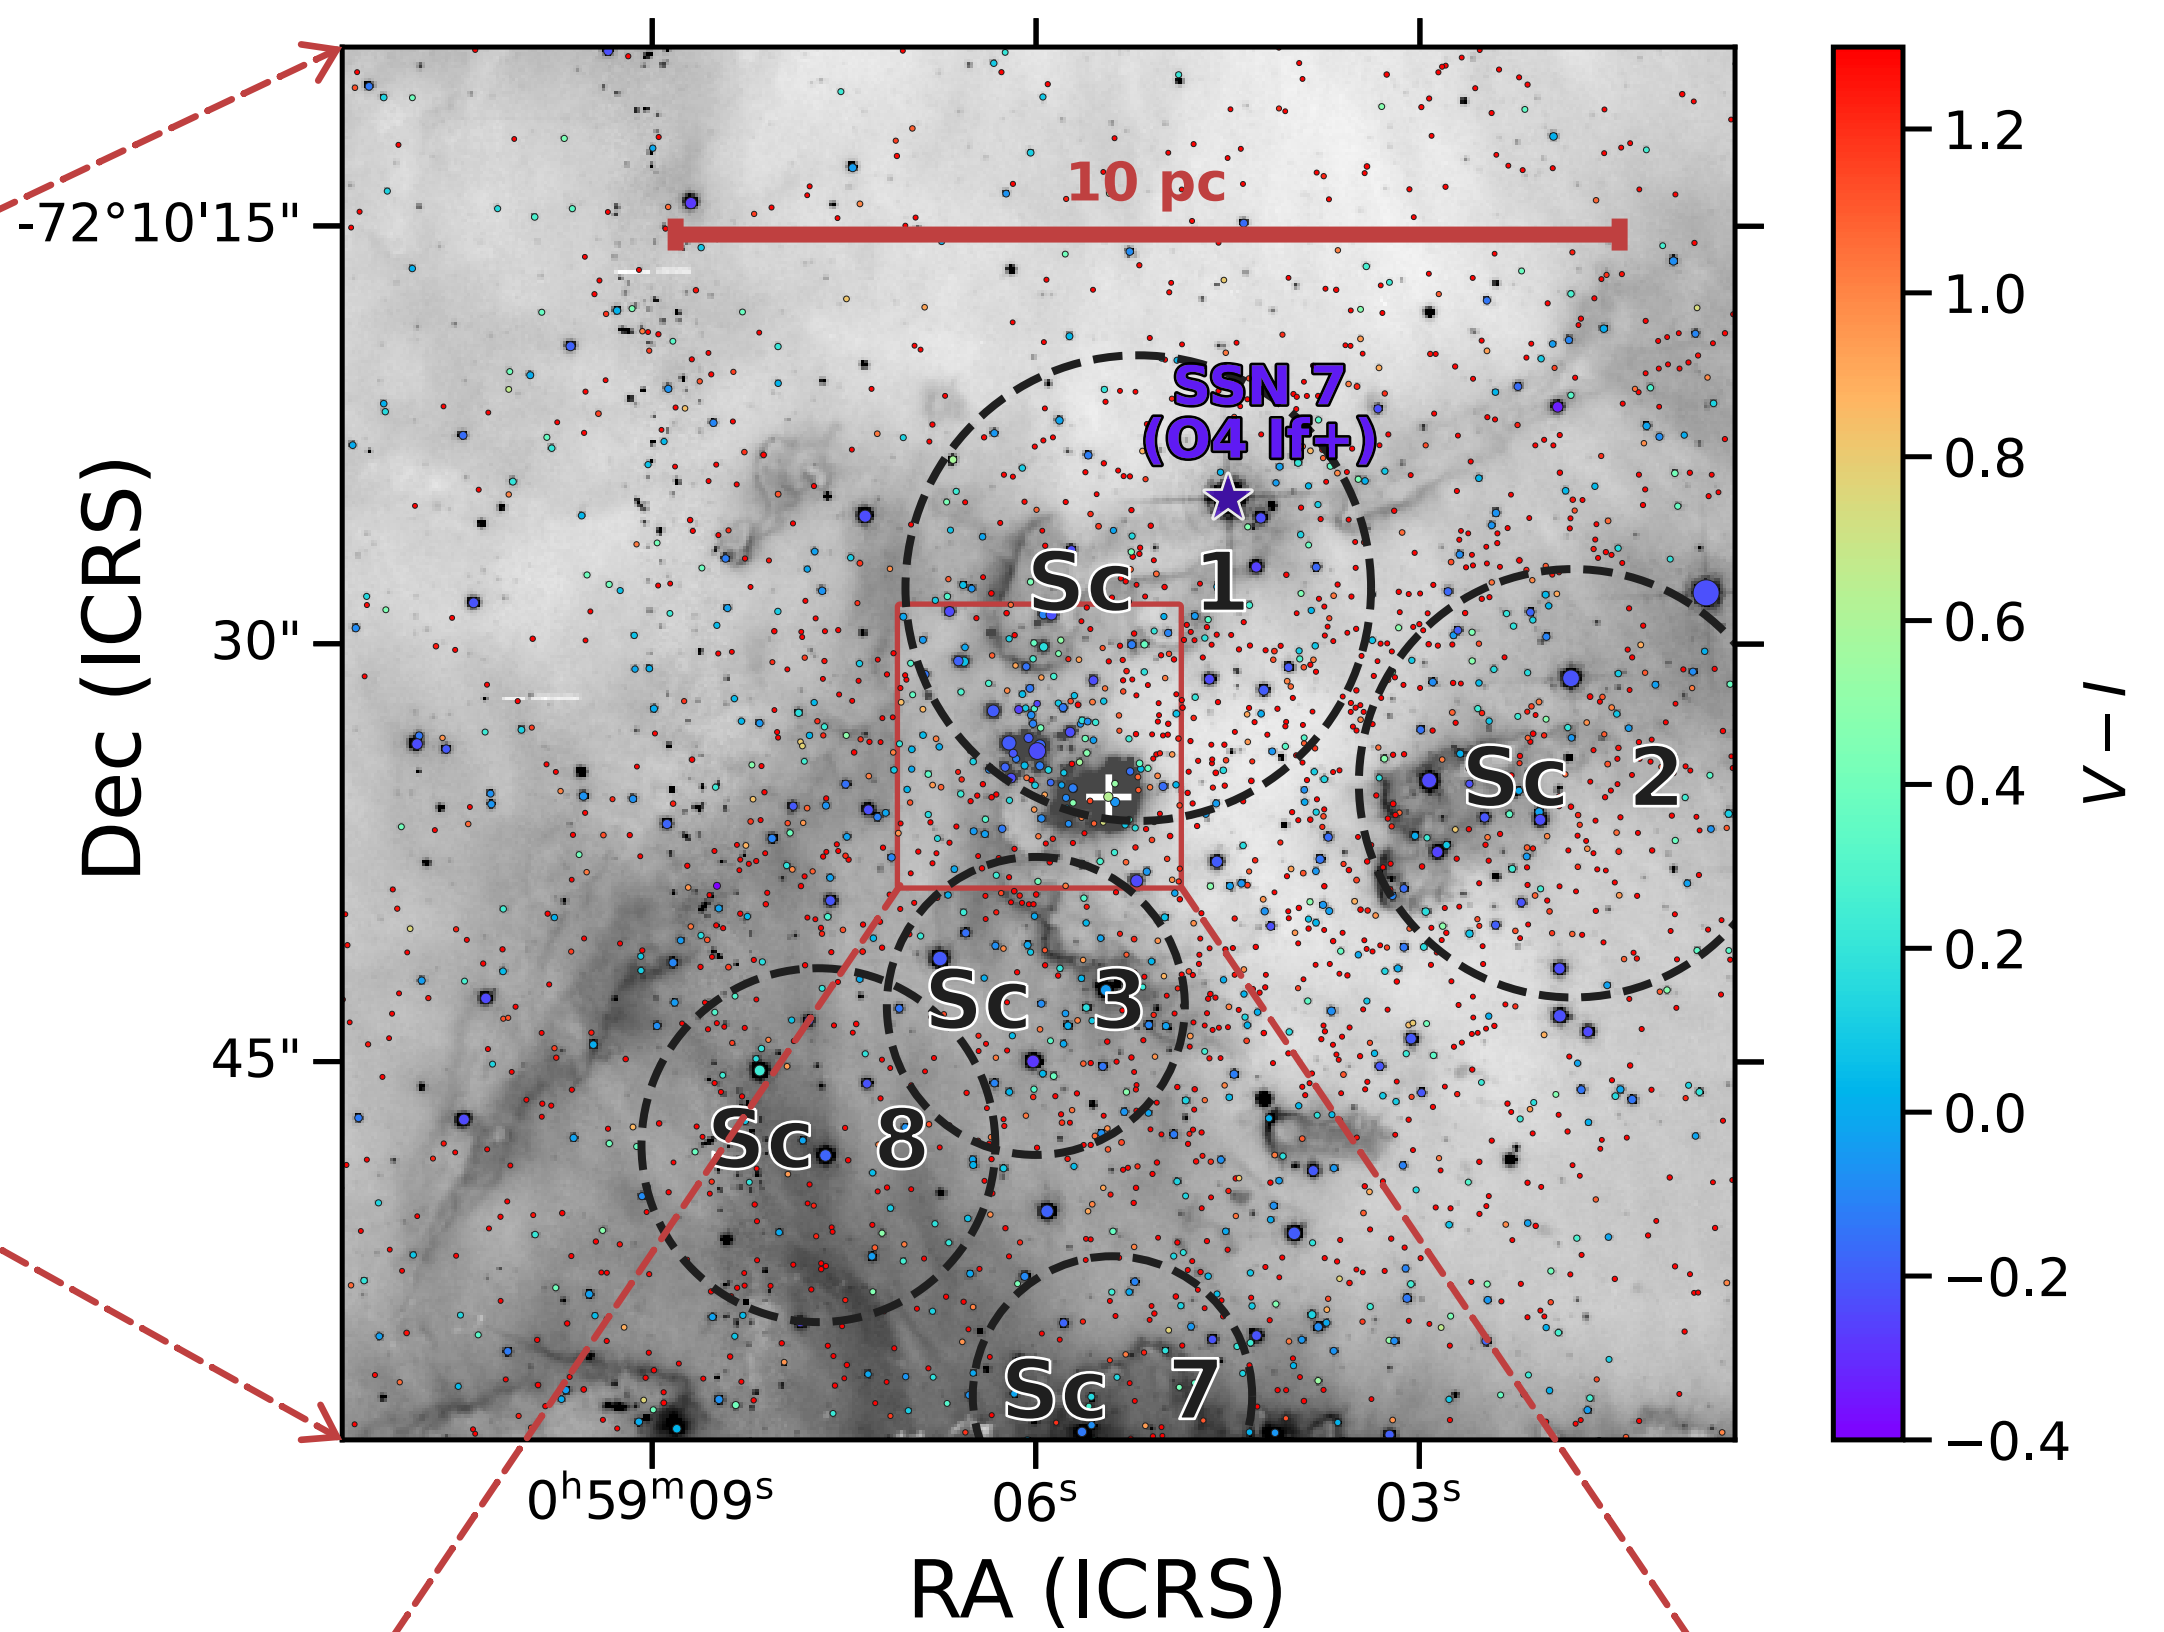 10 pc
-72°10'15"
30"
45"
Dec (ICRS)
SSN 7
(O4 If+)
Sc 1
Sc 2
Sc 3
Sc 8
Sc 7
0ʰ59ᵐ09ˢ
06ˢ
03ˢ
RA (ICRS)
1.2
1.0
0.8
0.6
0.4
0.2
0.0
−0.2
−0.4
V − I